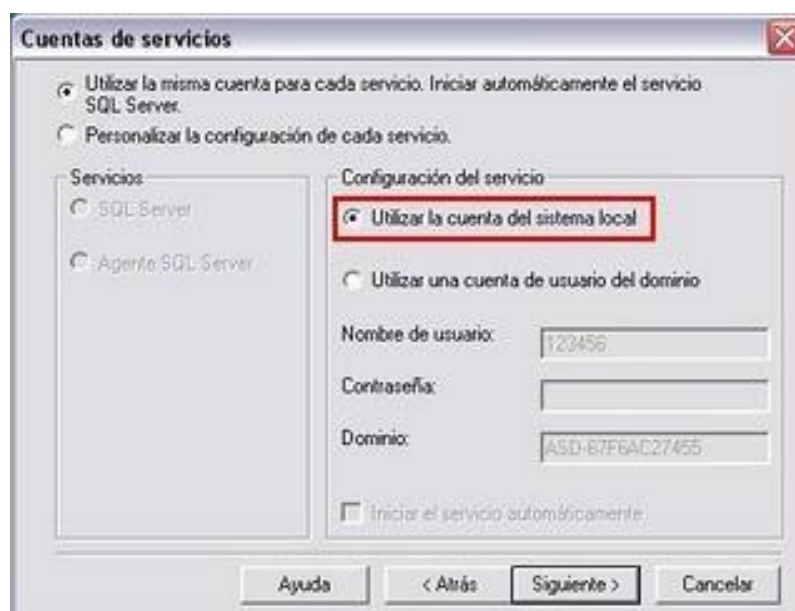 Cuentas de servicios
Utilizar la misma cuenta para cada servicio. Iniciar automáticamente el servicio
SQL Server.
Personalizar la configuración de cada servicio.
Servicios
SQL Server
Agente SQL Server
Configuración del servicio
Utilizar la cuenta del sistema local
Utilizar una cuenta de usuario del dominio
Nombre de usuario:
123456
Contraseña:
Dominio:
ASD-67F6AC27455
Iniciar el servicio automáticamente
Ayuda
< Atrás
Siguiente >
Cancelar